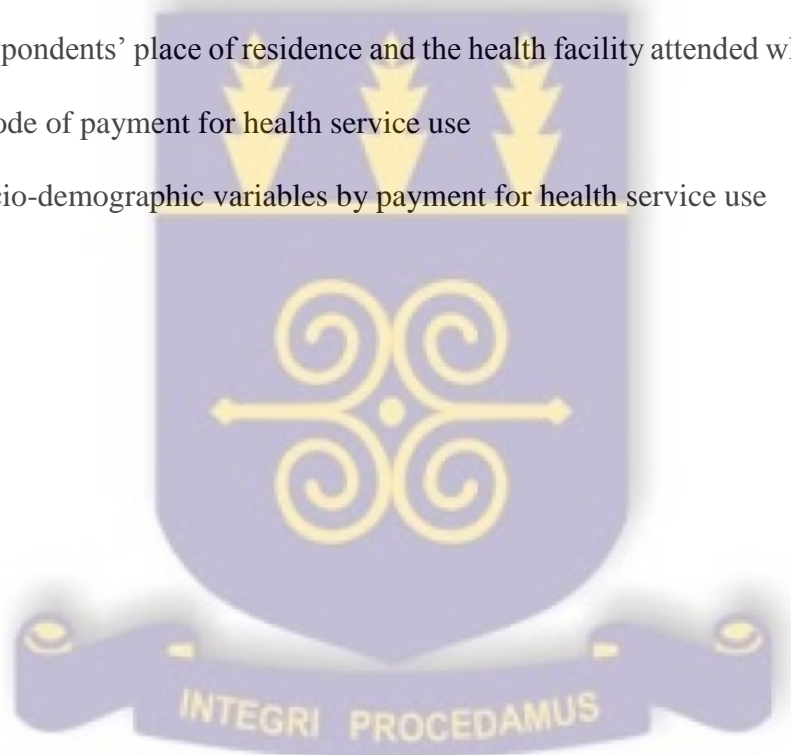 pondents’ place of residence and the health facility attended
ode of payment for health service use
cio-demographic variables by payment for health service use
INTEGRI PROCEDAMUS